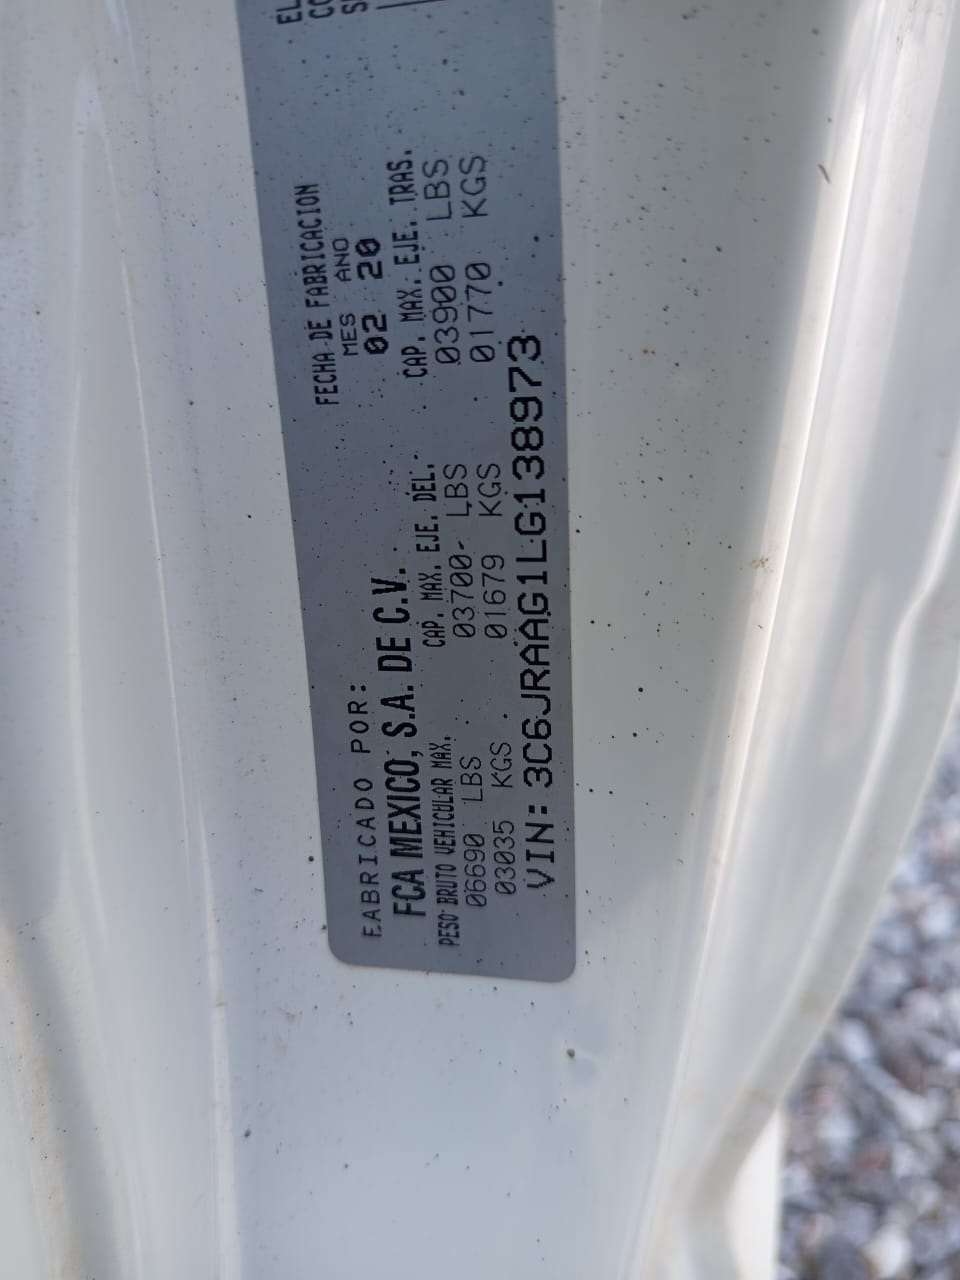 FABRICADO POR:
FCA MEXICO, S.A. DE C.V.
FECHA DE FABRICACION
MES ANO
02 20
PESO BRUTO VEHICULAR MAX.
06690 LBS
03035 KGS
CAP. MAX. EJE. DEL.
03700 LBS
01679 KGS
CAP. MAX. EJE. TRAS.
03900 LBS
01770 KGS
VIN: 3C6JRAAG1LG138973
EL
CO